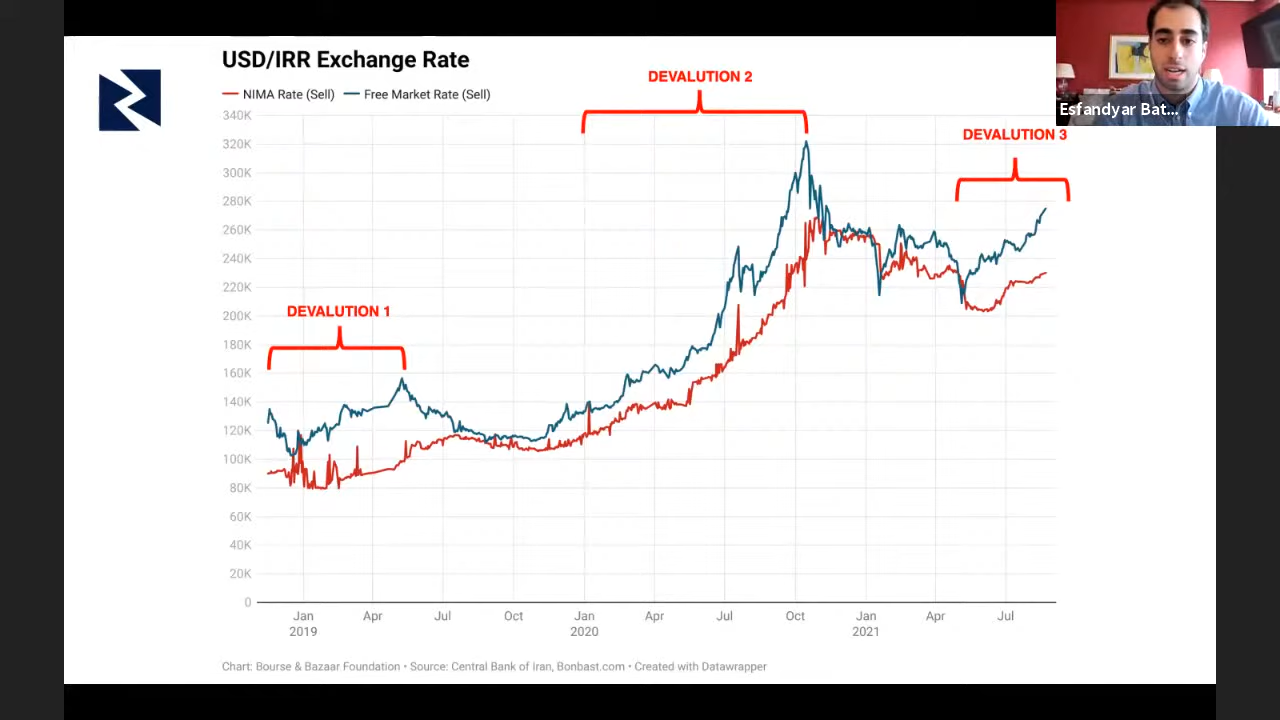 USD/IRR Exchange Rate
NIMA Rate (Sell) Free Market Rate (Sell)
DEVALUTION 2
Esfandyar Bat...
DEVALUTION 3
DEVALUTION 1
340K
320K
300K
280K
260K
240K
220K
200K
180K
160K
140K
120K
100K
80K
60K
40K
20K
0
Jan Apr Jul Oct Jan Apr Jul Oct Jan Apr Jul
2019 2020 2021
Chart: Bourse & Bazaar Foundation • Source: Central Bank of Iran, Bonbast.com • Created with Datawrapper